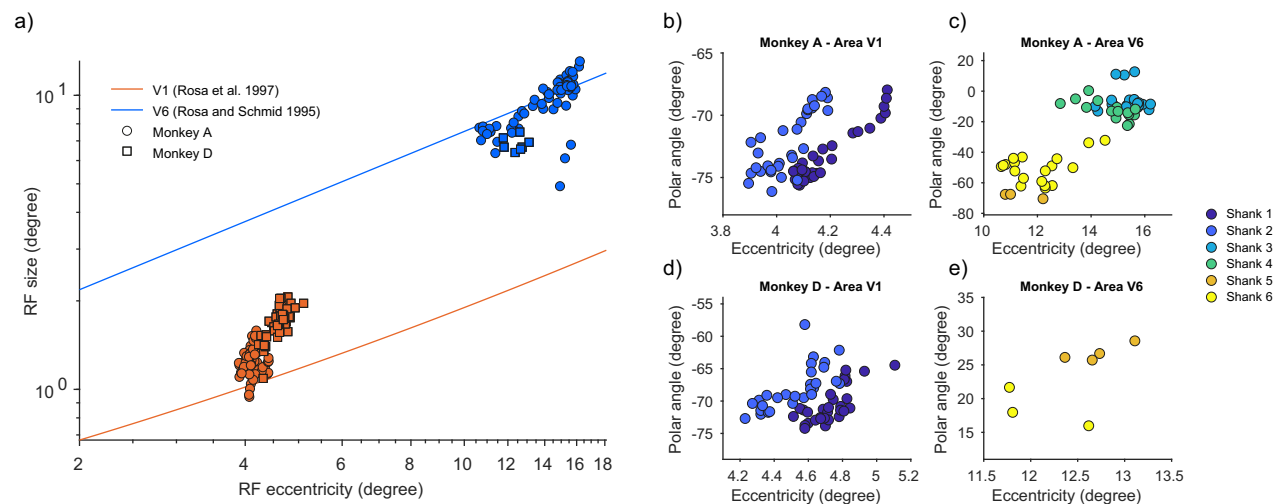 a)
RF size (degree)
10^1
10^0
V1 (Rosa et al. 1997)
V6 (Rosa and Schmid 1995)
Monkey A
Monkey D
2 4 6 8 10 12 14 16 18
RF eccentricity (degree)
b)
Monkey A - Area V1
Polar angle (degree)
-65
-70
-75
3.8 4 4.2 4.4
Eccentricity (degree)
c)
Monkey A - Area V6
Polar angle (degree)
20
0
-20
-40
-60
-80
10 12 14 16
Eccentricity (degree)
d)
Monkey D - Area V1
Polar angle (degree)
-55
-60
-65
-70
-75
4.2 4.4 4.6 4.8 5 5.2
Eccentricity (degree)
e)
Monkey D - Area V6
Polar angle (degree)
35
25
15
11.5 12.5 13.1 13.5
Eccentricity (degree)
Shank 1
Shank 2
Shank 3
Shank 4
Shank 5
Shank 6